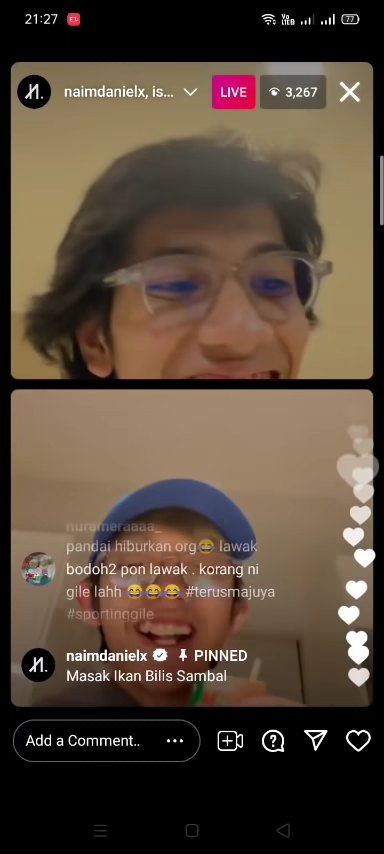 21:27
77
naimdanielx, is...
LIVE
3,267
nurameraaaa_
pandai hiburkan org😂 lawak
bodoh2 pon lawak . korang ni
gile lahh 😂😂😂 #terusmajuya
#sportinggile
naimdanielx PINNED
Masak Ikan Bilis Sambal
Add a Comment..